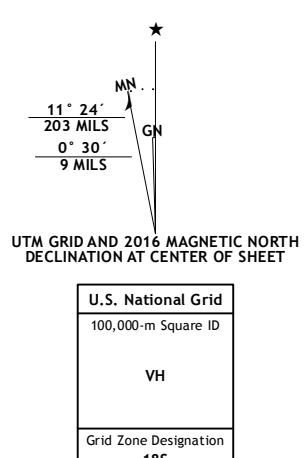 ★
MN
11° 24´
203 MILS
GN
0° 30´
9 MILS
UTM GRID AND 2016 MAGNETIC NORTH
DECLINATION AT CENTER OF SHEET
U.S. National Grid
100,000-m Square ID
VH
Grid Zone Designation
18S